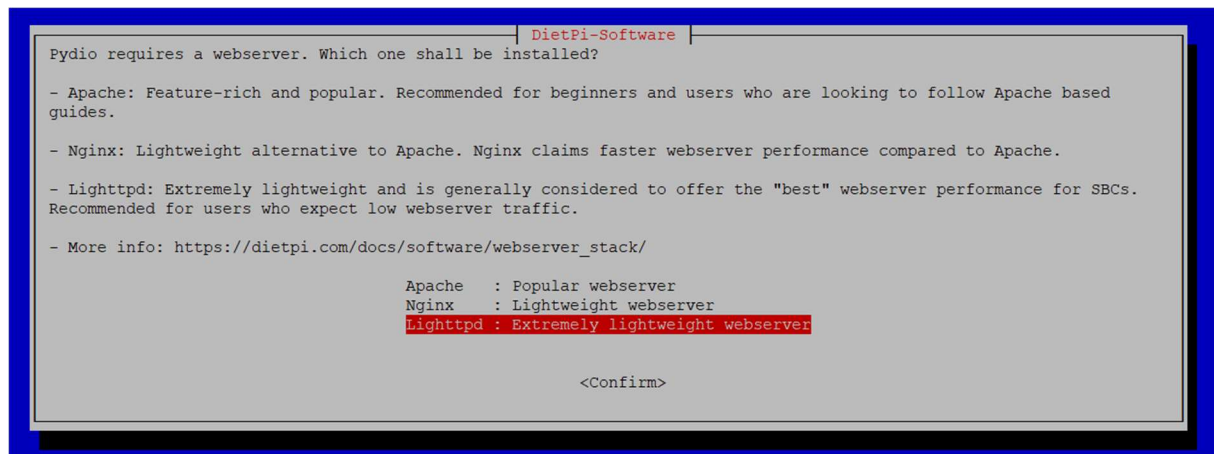 DietPi-Software
Pydio requires a webserver. Which one shall be installed?
- Apache: Feature-rich and popular. Recommended for beginners and users who are looking to follow Apache based
guides.
- Nginx: Lightweight alternative to Apache. Nginx claims faster webserver performance compared to Apache.
- Lighttpd: Extremely lightweight and is generally considered to offer the "best" webserver performance for SBCs.
Recommended for users who expect low webserver traffic.
- More info: https://dietpi.com/docs/software/webserver_stack/
Apache : Popular webserver
Nginx : Lightweight webserver
Lighttpd : Extremely lightweight webserver
<Confirm>